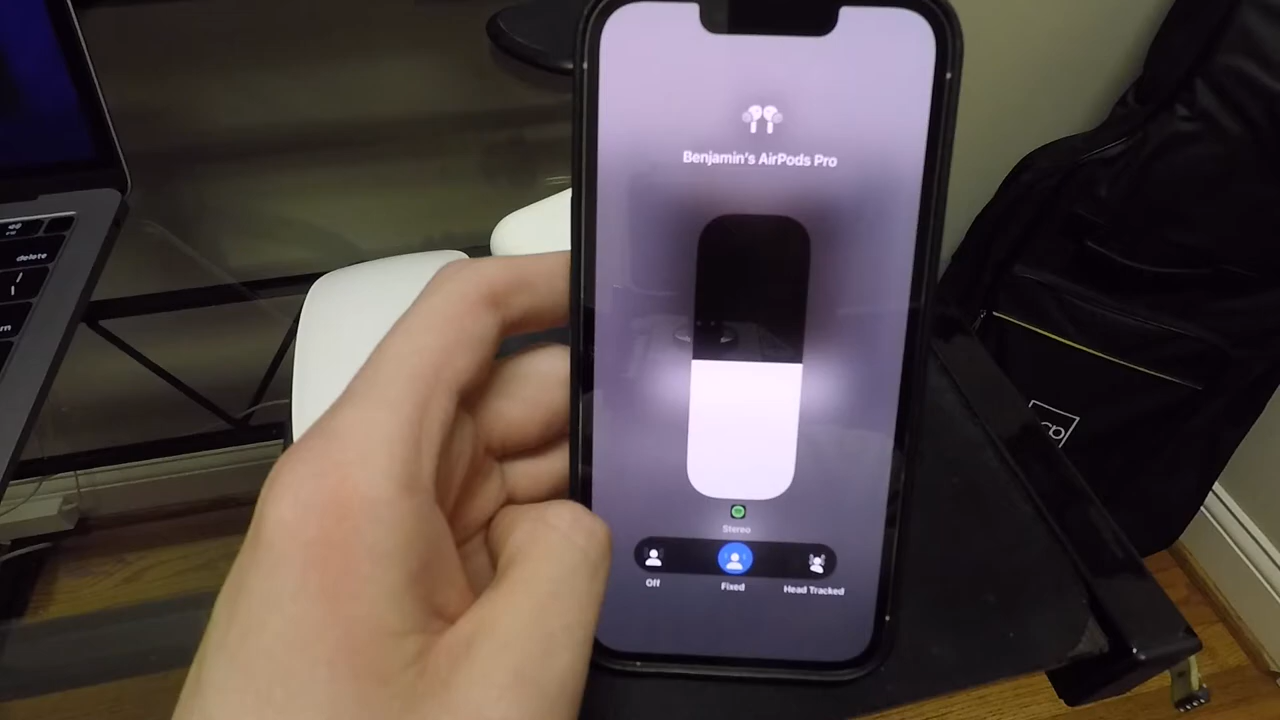 Benjamin's AirPods Pro
Stereo
Off
Fixed
Head Tracked
delete